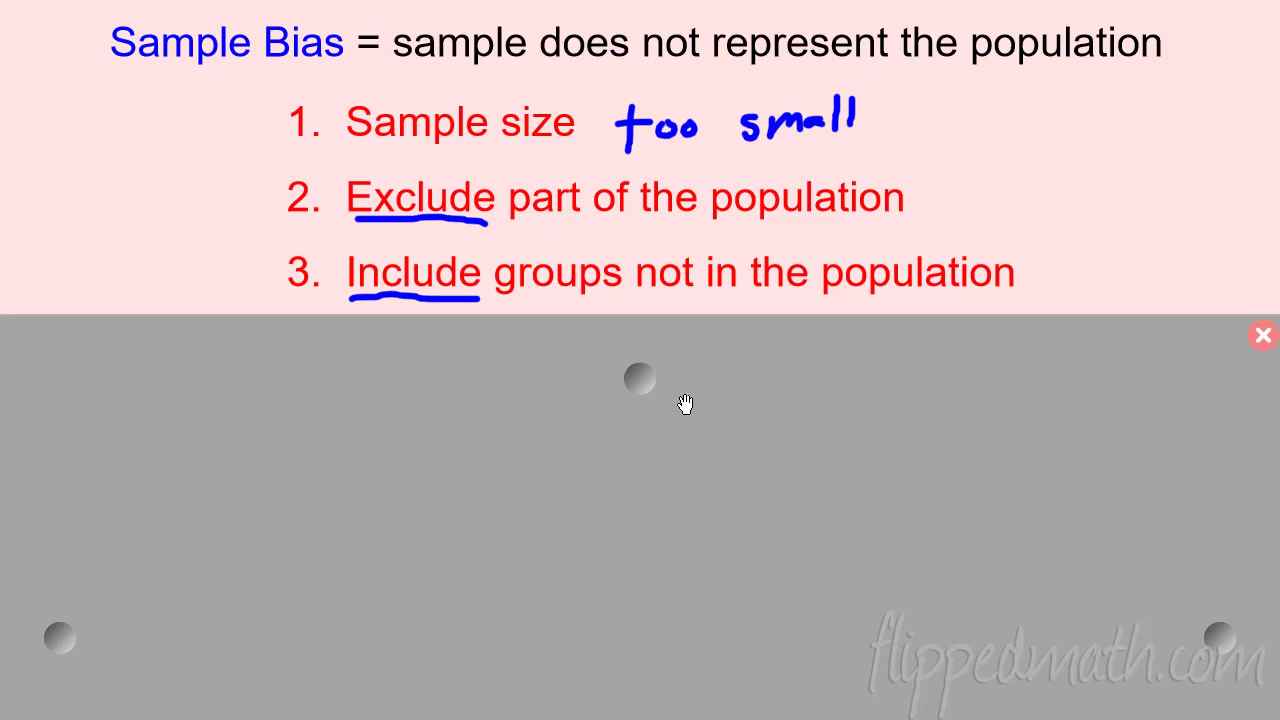 Sample Bias = sample does not represent the population
1. Sample size too small
2. Exclude part of the population
3. Include groups not in the population
flippedmath.com